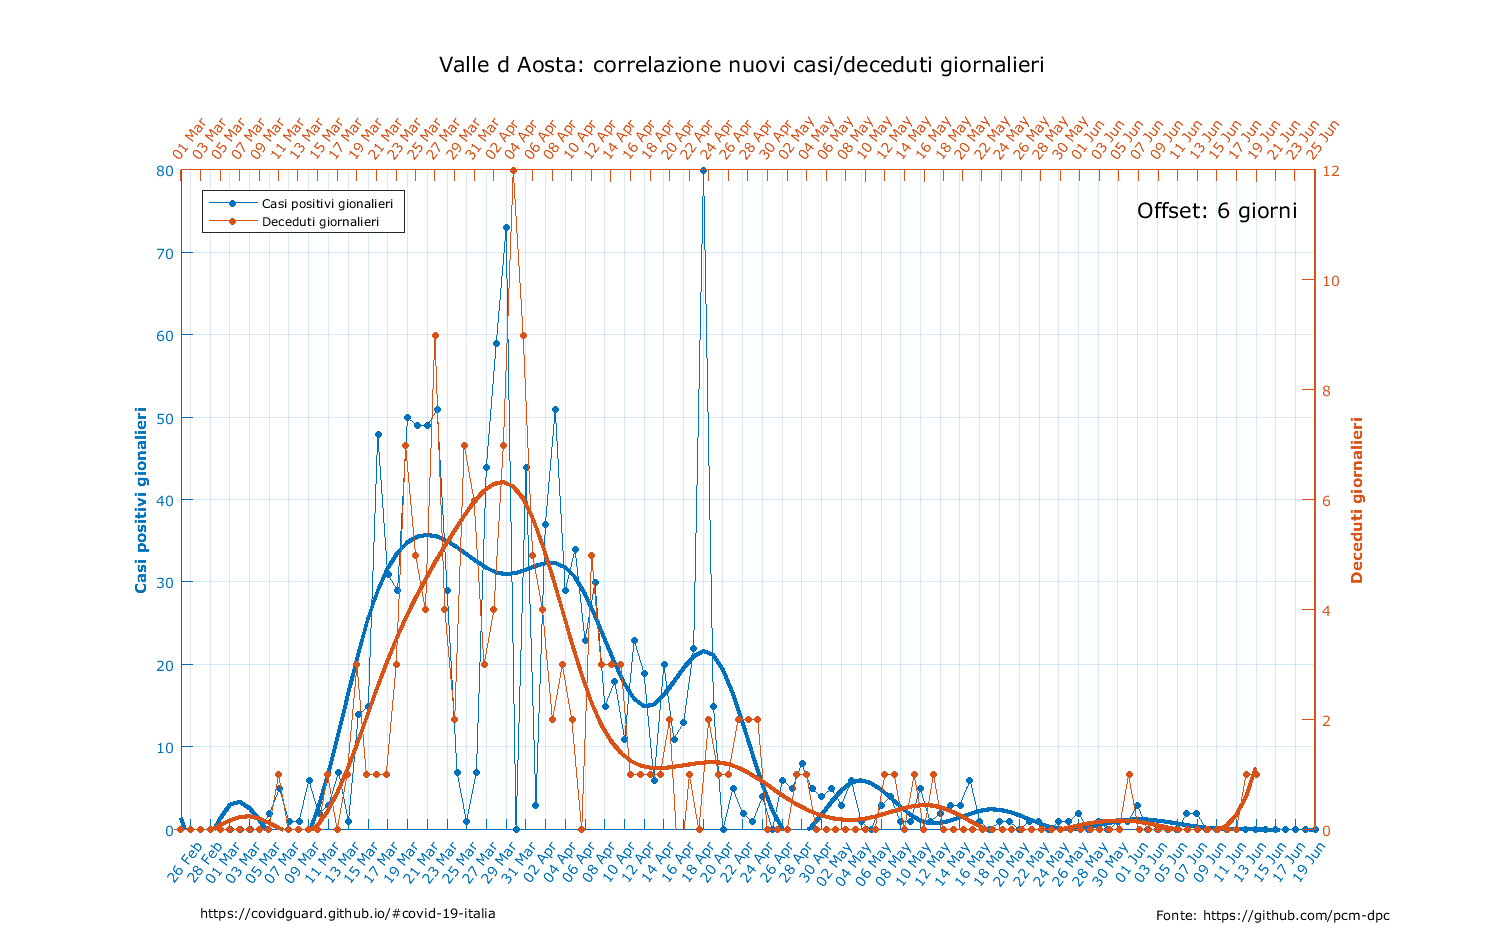 Valle d Aosta: correlazione nuovi casi/deceduti giornalieri
01 Mar
03 Mar
05 Mar
07 Mar
09 Mar
11 Mar
13 Mar
15 Mar
17 Mar
19 Mar
21 Mar
23 Mar
25 Mar
27 Mar
29 Mar
31 Mar
02 Apr
04 Apr
06 Apr
08 Apr
10 Apr
12 Apr
14 Apr
16 Apr
18 Apr
20 Apr
22 Apr
24 Apr
26 Apr
28 Apr
30 Apr
02 May
04 May
06 May
08 May
10 May
12 May
14 May
16 May
18 May
20 May
22 May
24 May
26 May
28 May
30 May
01 Jun
03 Jun
05 Jun
07 Jun
09 Jun
11 Jun
13 Jun
15 Jun
17 Jun
19 Jun
21 Jun
23 Jun
25 Jun
Casi positivi gionalieri
Deceduti giornalieri
Offset: 6 giorni
80
70
60
50
40
30
20
10
0
Casi positivi gionalieri
12
10
8
6
4
2
0
Deceduti giornalieri
26 Feb
28 Feb
01 Mar
03 Mar
05 Mar
07 Mar
09 Mar
11 Mar
13 Mar
15 Mar
17 Mar
19 Mar
21 Mar
23 Mar
25 Mar
27 Mar
29 Mar
31 Mar
02 Apr
04 Apr
06 Apr
08 Apr
10 Apr
12 Apr
14 Apr
16 Apr
18 Apr
20 Apr
22 Apr
24 Apr
26 Apr
28 Apr
30 Apr
02 May
04 May
06 May
08 May
10 May
12 May
14 May
16 May
18 May
20 May
22 May
24 May
26 May
28 May
30 May
01 Jun
03 Jun
05 Jun
07 Jun
09 Jun
11 Jun
13 Jun
15 Jun
17 Jun
19 Jun
https://covidguard.github.io/#covid-19-italia
Fonte: https://github.com/pcm-dpc